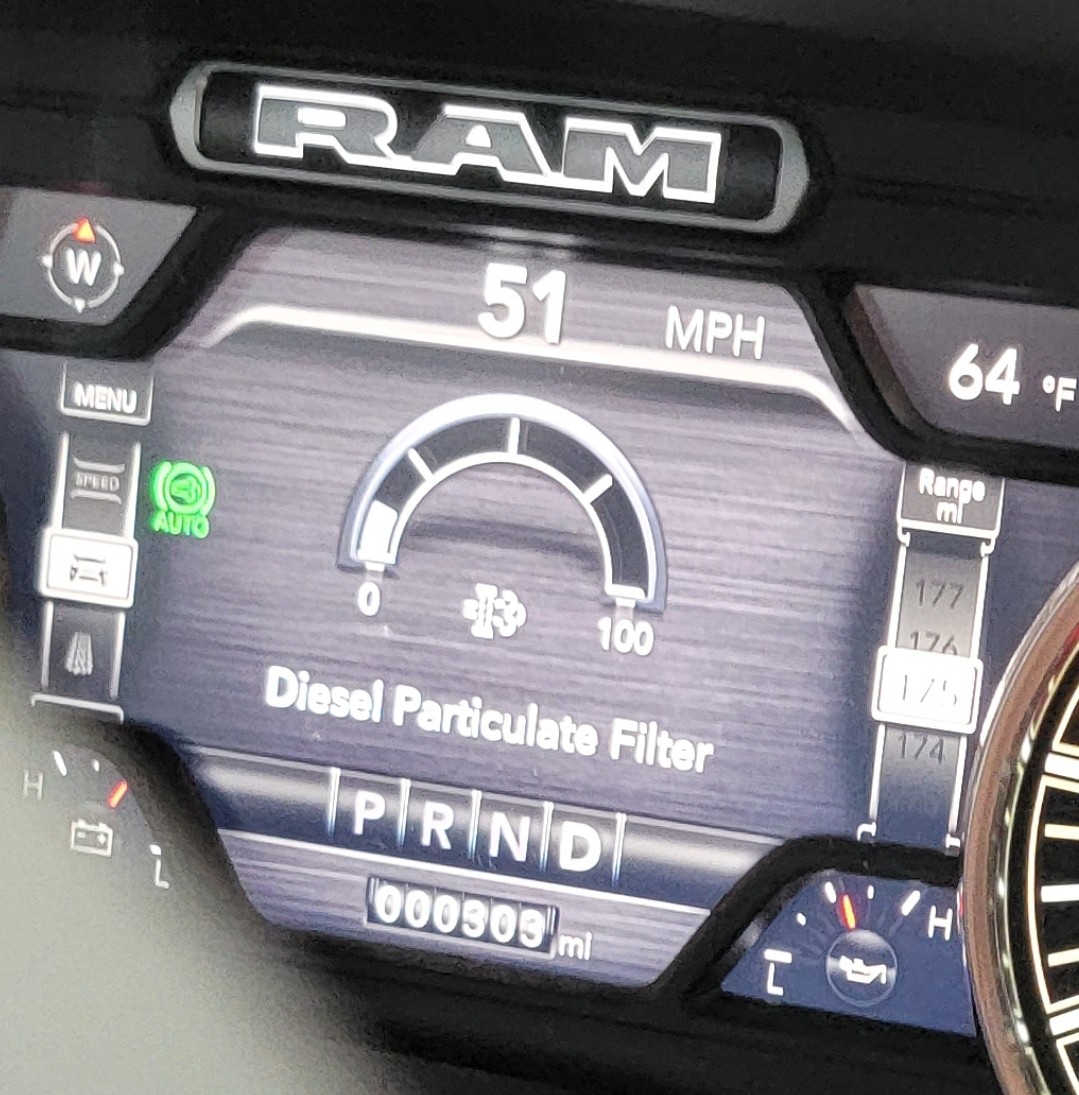 RAM
W
51 MPH
64 °F
MENU
SPEED
AUTO
Range
mi
177
176
175
174
0
100
Diesel Particulate Filter
P R N D
000303 mi
H
L
H
L